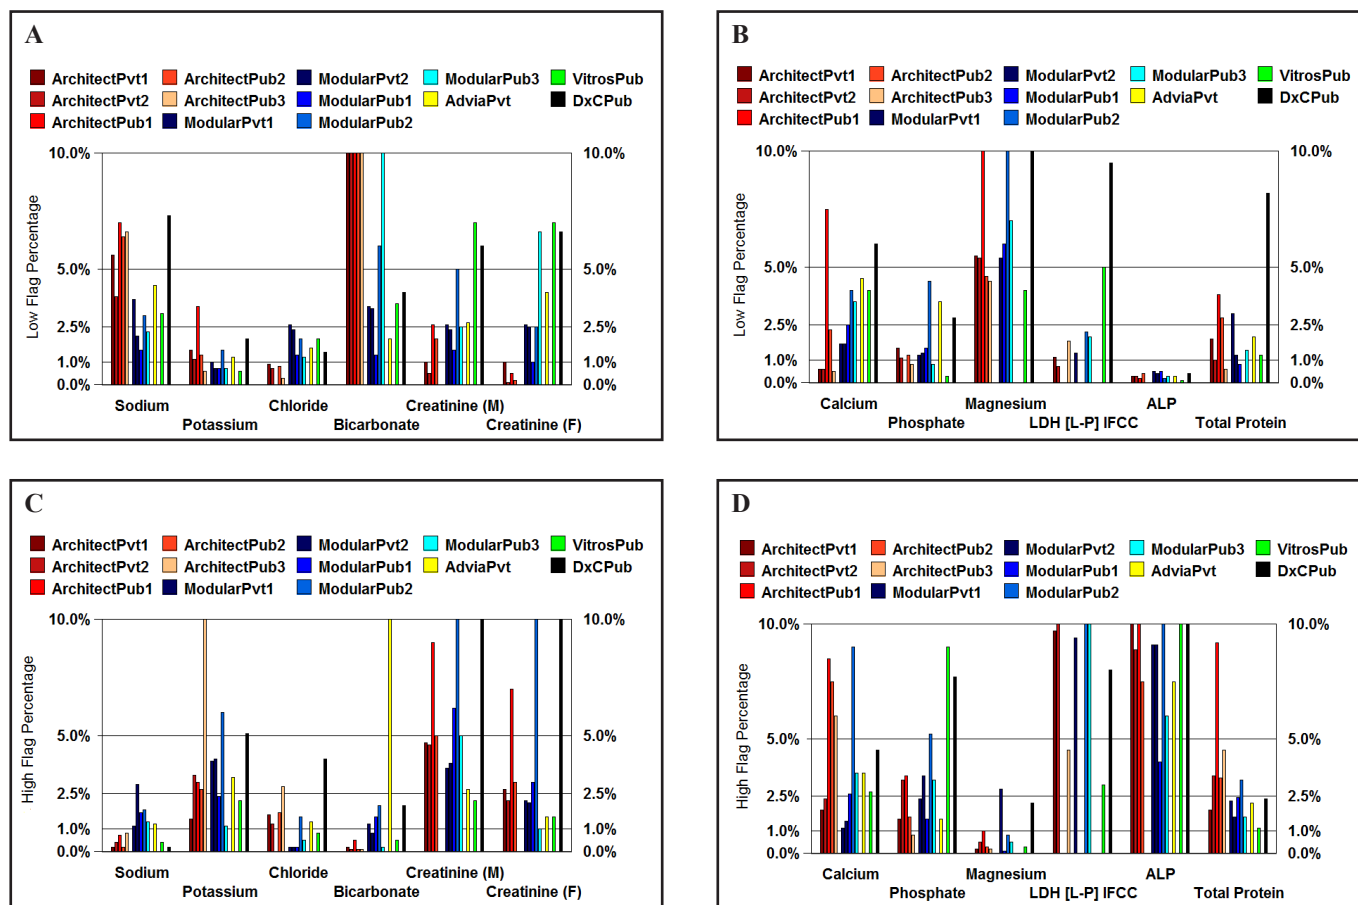 A
ArchitectPvt1 ArchitectPub2 ModularPvt2 ModularPub3 VitrosPub
ArchitectPvt2 ArchitectPub3 ModularPub1 AdviaPvt DxCPub
ArchitectPub1 ModularPvt1 ModularPub2
10.0% 10.0%
5.0% 5.0%
2.5% 2.5%
1.0% 1.0%
0.0% 0.0%
Low Flag Percentage
Sodium Chloride Creatinine (M)
Potassium Bicarbonate Creatinine (F)
B
ArchitectPvt1 ArchitectPub2 ModularPvt2 ModularPub3 VitrosPub
ArchitectPvt2 ArchitectPub3 ModularPub1 AdviaPvt DxCPub
ArchitectPub1 ModularPvt1 ModularPub2
10.0% 10.0%
5.0% 5.0%
2.5% 2.5%
1.0% 1.0%
0.0% 0.0%
Low Flag Percentage
Calcium Magnesium ALP
Phosphate LDH [L-P] IFCC Total Protein
C
ArchitectPvt1 ArchitectPub2 ModularPvt2 ModularPub3 VitrosPub
ArchitectPvt2 ArchitectPub3 ModularPub1 AdviaPvt DxCPub
ArchitectPub1 ModularPvt1 ModularPub2
10.0% 10.0%
5.0% 5.0%
2.5% 2.5%
1.0% 1.0%
0.0% 0.0%
High Flag Percentage
Sodium Chloride Creatinine (M)
Potassium Bicarbonate Creatinine (F)
D
ArchitectPvt1 ArchitectPub2 ModularPvt2 ModularPub3 VitrosPub
ArchitectPvt2 ArchitectPub3 ModularPub1 AdviaPvt DxCPub
ArchitectPub1 ModularPvt1 ModularPub2
10.0% 10.0%
5.0% 5.0%
2.5% 2.5%
1.0% 1.0%
0.0% 0.0%
High Flag Percentage
Calcium Magnesium ALP
Phosphate LDH [L-P] IFCC Total Protein